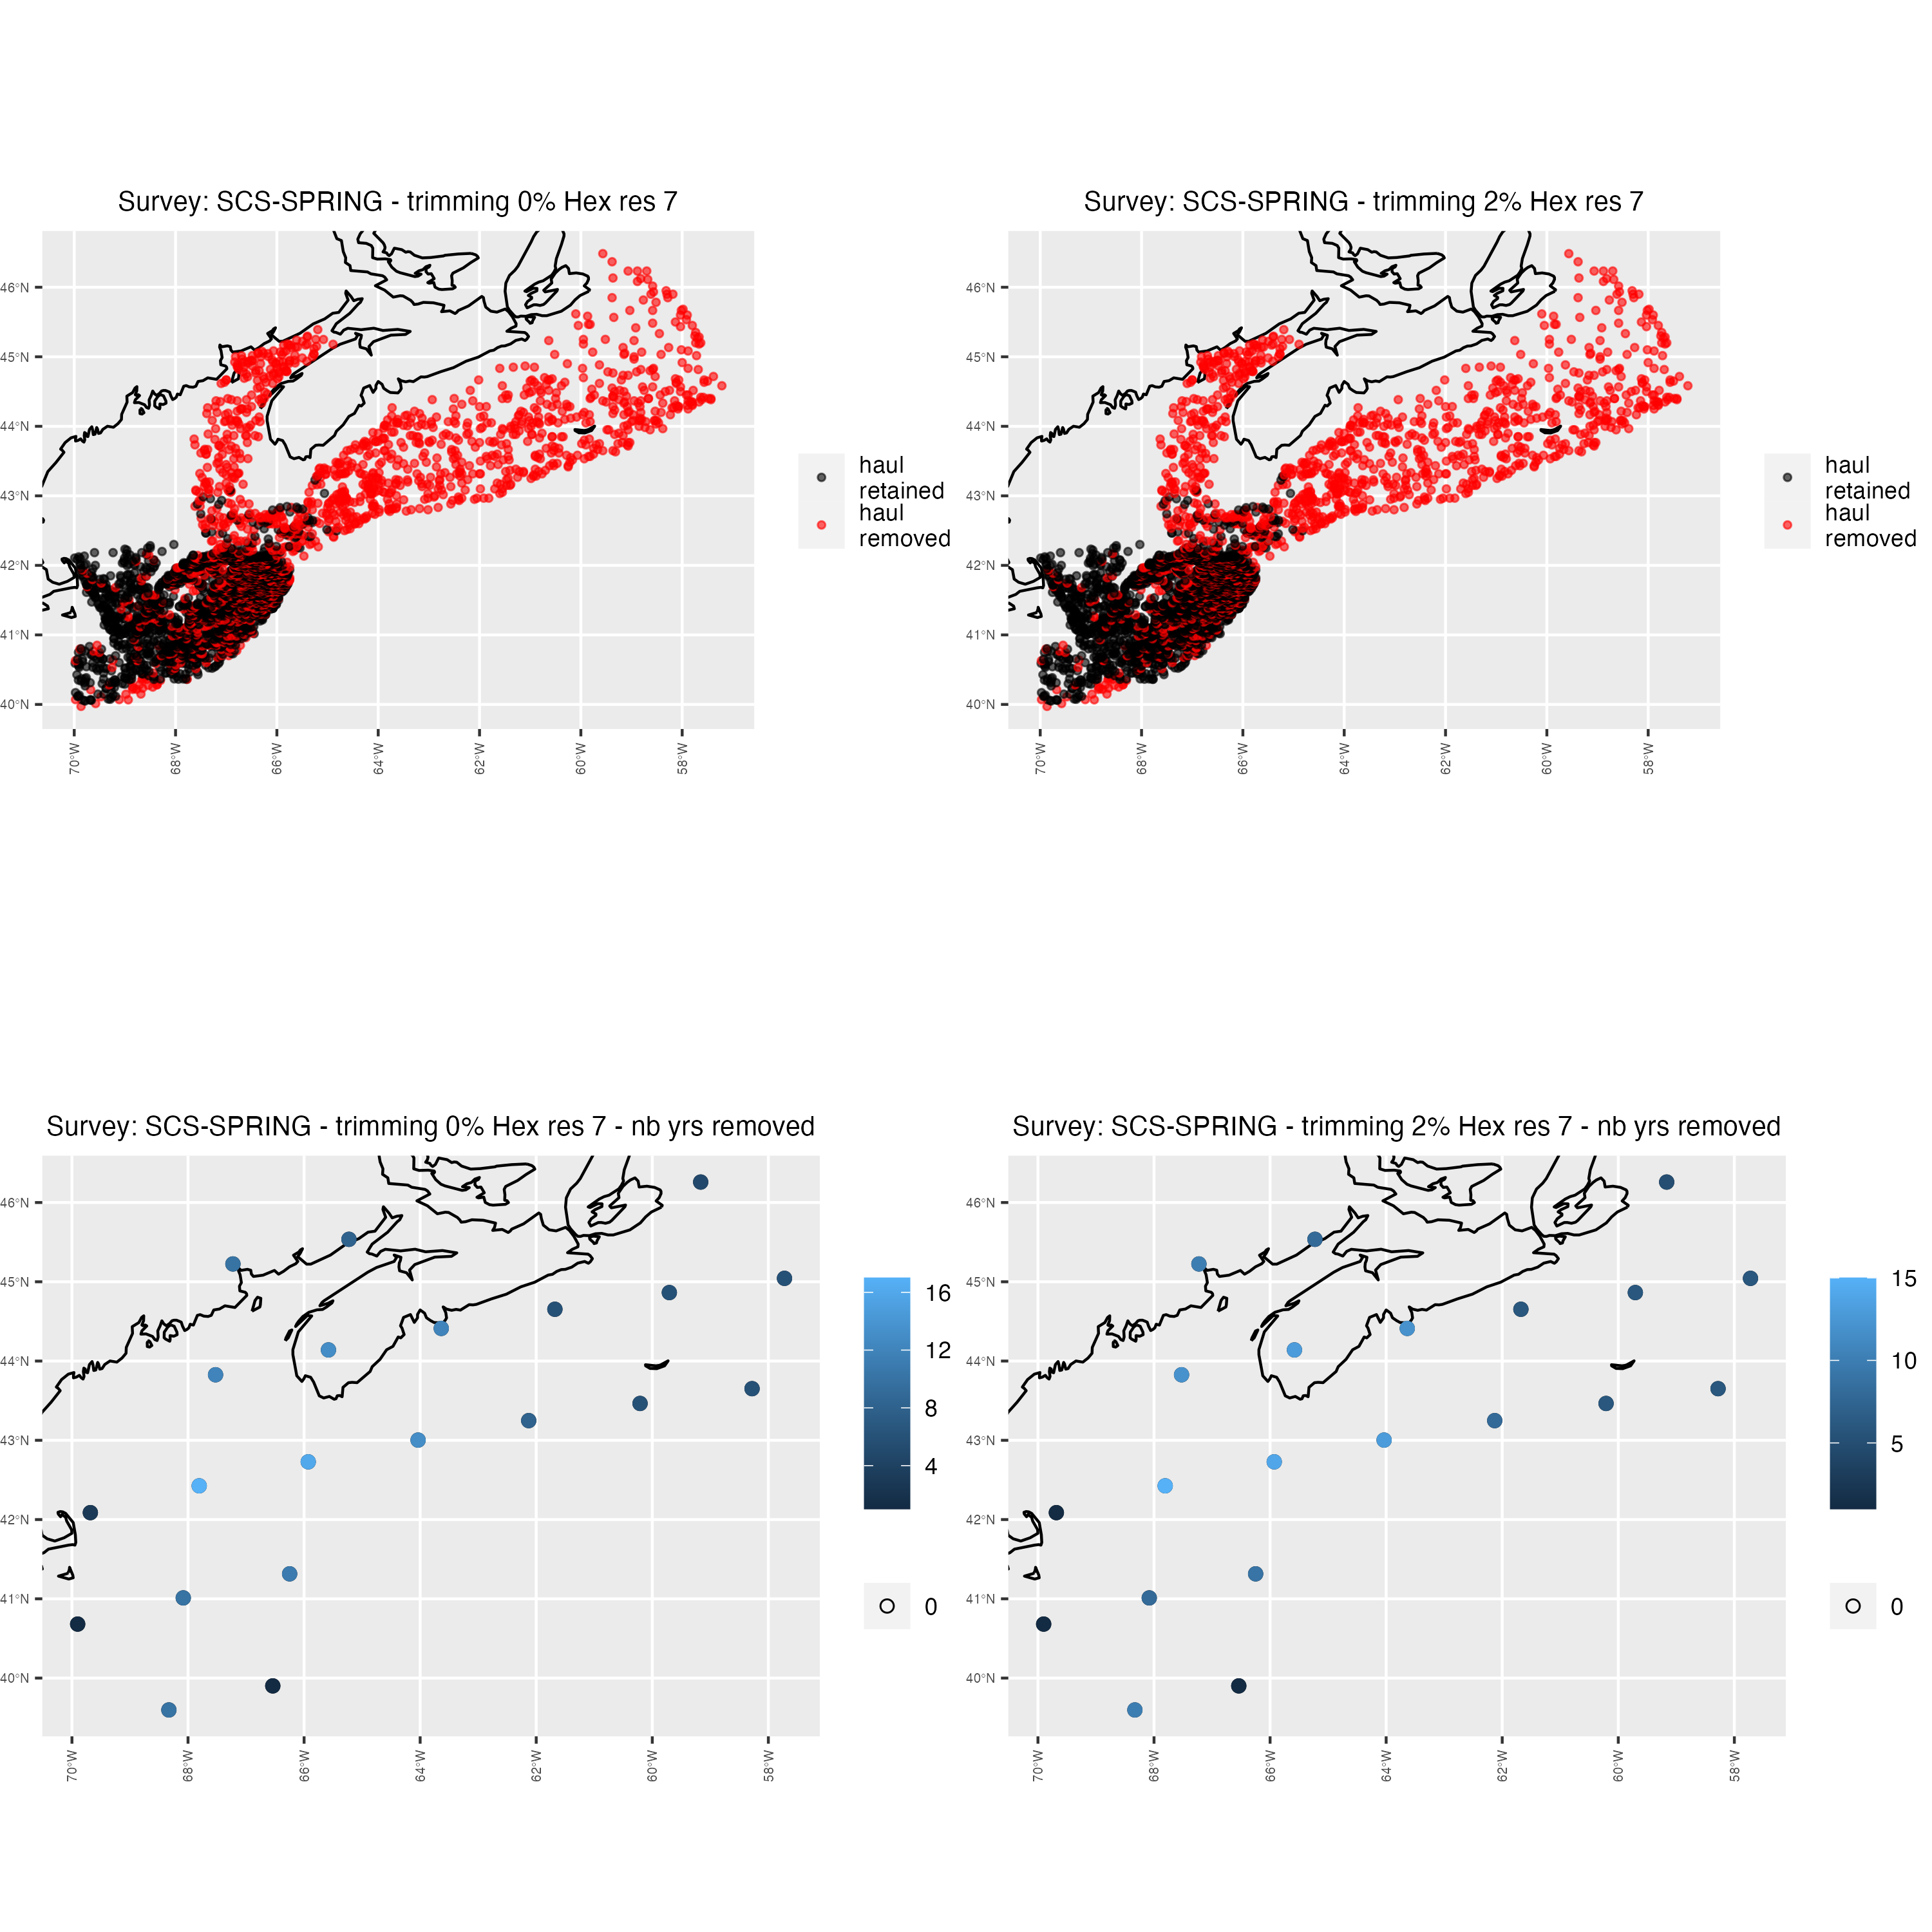 Survey: SCS-SPRING - trimming 0% Hex res 7
46°N
45°N
44°N
43°N
42°N
41°N
40°N
70°W
68°W
66°W
64°W
62°W
60°W
58°W
haul
retained
haul
removed
Survey: SCS-SPRING - trimming 2% Hex res 7
46°N
45°N
44°N
43°N
42°N
41°N
40°N
70°W
68°W
66°W
64°W
62°W
60°W
58°W
haul
retained
haul
removed
Survey: SCS-SPRING - trimming 0% Hex res 7 - nb yrs removed
46°N
45°N
44°N
43°N
42°N
41°N
40°N
70°W
68°W
66°W
64°W
62°W
60°W
58°W
16
12
8
4
0
Survey: SCS-SPRING - trimming 2% Hex res 7 - nb yrs removed
46°N
45°N
44°N
43°N
42°N
41°N
40°N
70°W
68°W
66°W
64°W
62°W
60°W
58°W
15
10
5
0